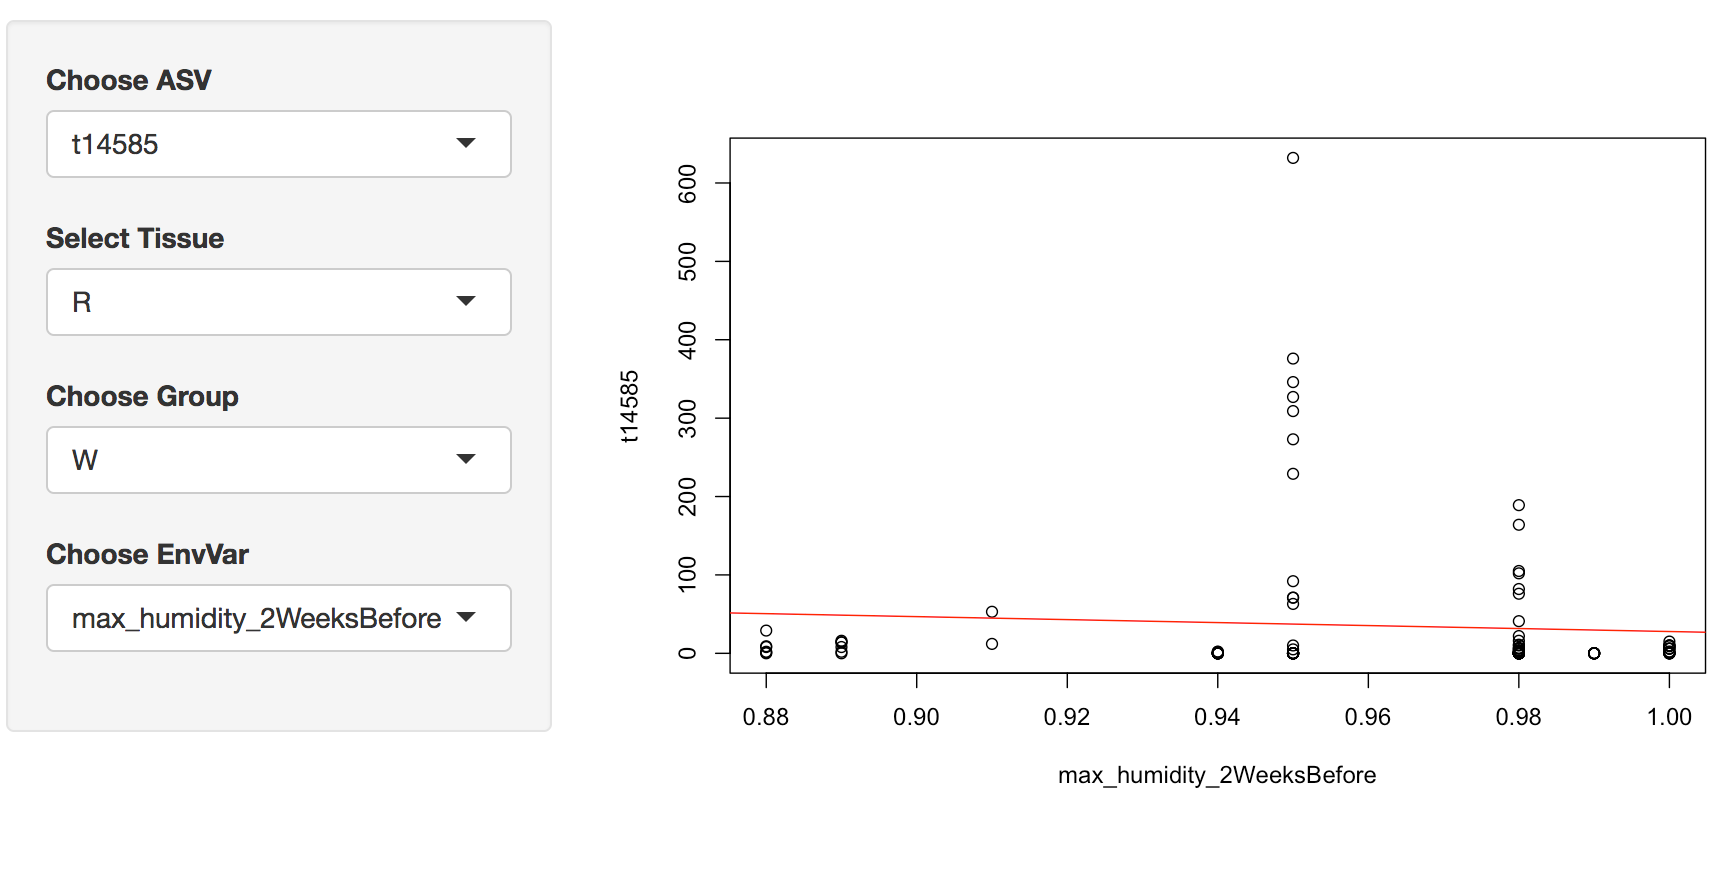 Choose ASV
t14585
Select Tissue
R
Choose Group
W
Choose EnvVar
max_humidity_2WeeksBefore
600
500
400
300
200
100
0
t14585
0.88 0.90 0.92 0.94 0.96 0.98 1.00
max_humidity_2WeeksBefore